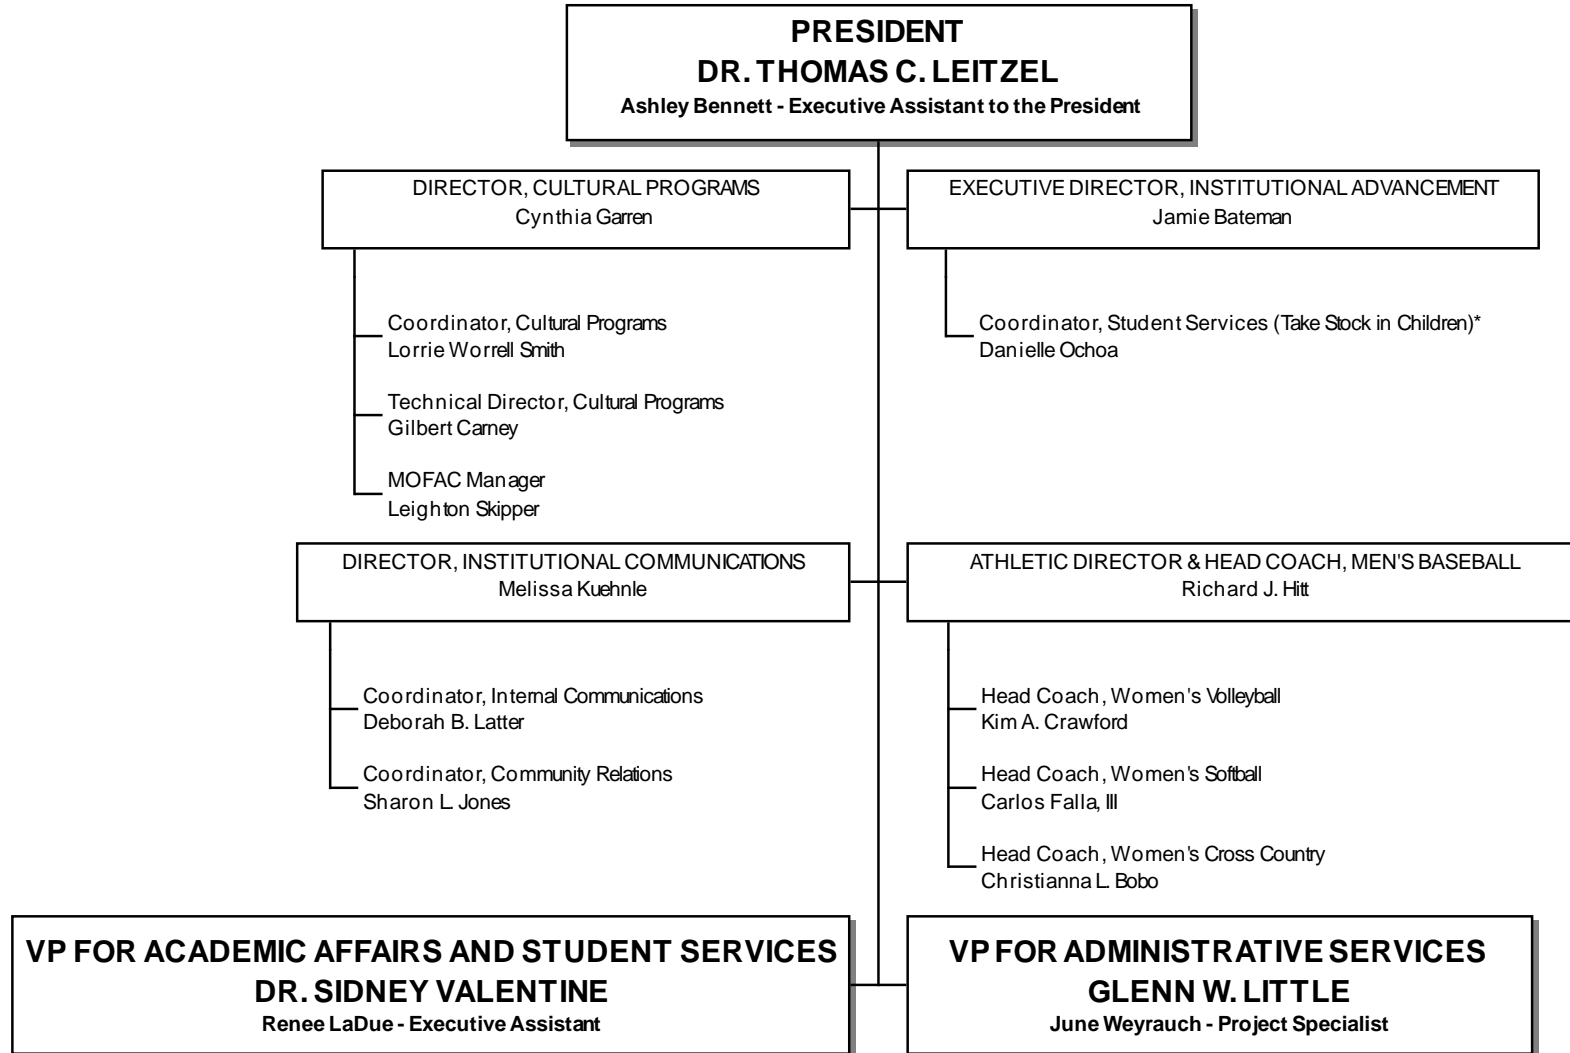 PRESIDENT
DR. THOMAS C. LEITZEL
Ashley Bennett - Executive Assistant to the President
DIRECTOR, CULTURAL PROGRAMS
Cynthia Garren
Coordinator, Cultural Programs
Lorrie Worrell Smith
Technical Director, Cultural Programs
Gilbert Carney
MOFAC Manager
Leighton Skipper
EXECUTIVE DIRECTOR, INSTITUTIONAL ADVANCEMENT
Jamie Bateman
Coordinator, Student Services (Take Stock in Children)*
Danielle Ochoa
DIRECTOR, INSTITUTIONAL COMMUNICATIONS
Melissa Kuehnle
Coordinator, Internal Communications
Deborah B. Latter
Coordinator, Community Relations
Sharon L. Jones
ATHLETIC DIRECTOR & HEAD COACH, MEN'S BASEBALL
Richard J. Hitt
Head Coach, Women's Volleyball
Kim A. Crawford
Head Coach, Women's Softball
Carlos Falla, III
Head Coach, Women's Cross Country
Christianna L. Bobo
VP FOR ACADEMIC AFFAIRS AND STUDENT SERVICES
DR. SIDNEY VALENTINE
Renee LaDue - Executive Assistant
VP FOR ADMINISTRATIVE SERVICES
GLENN W. LITTLE
June Weyrauch - Project Specialist